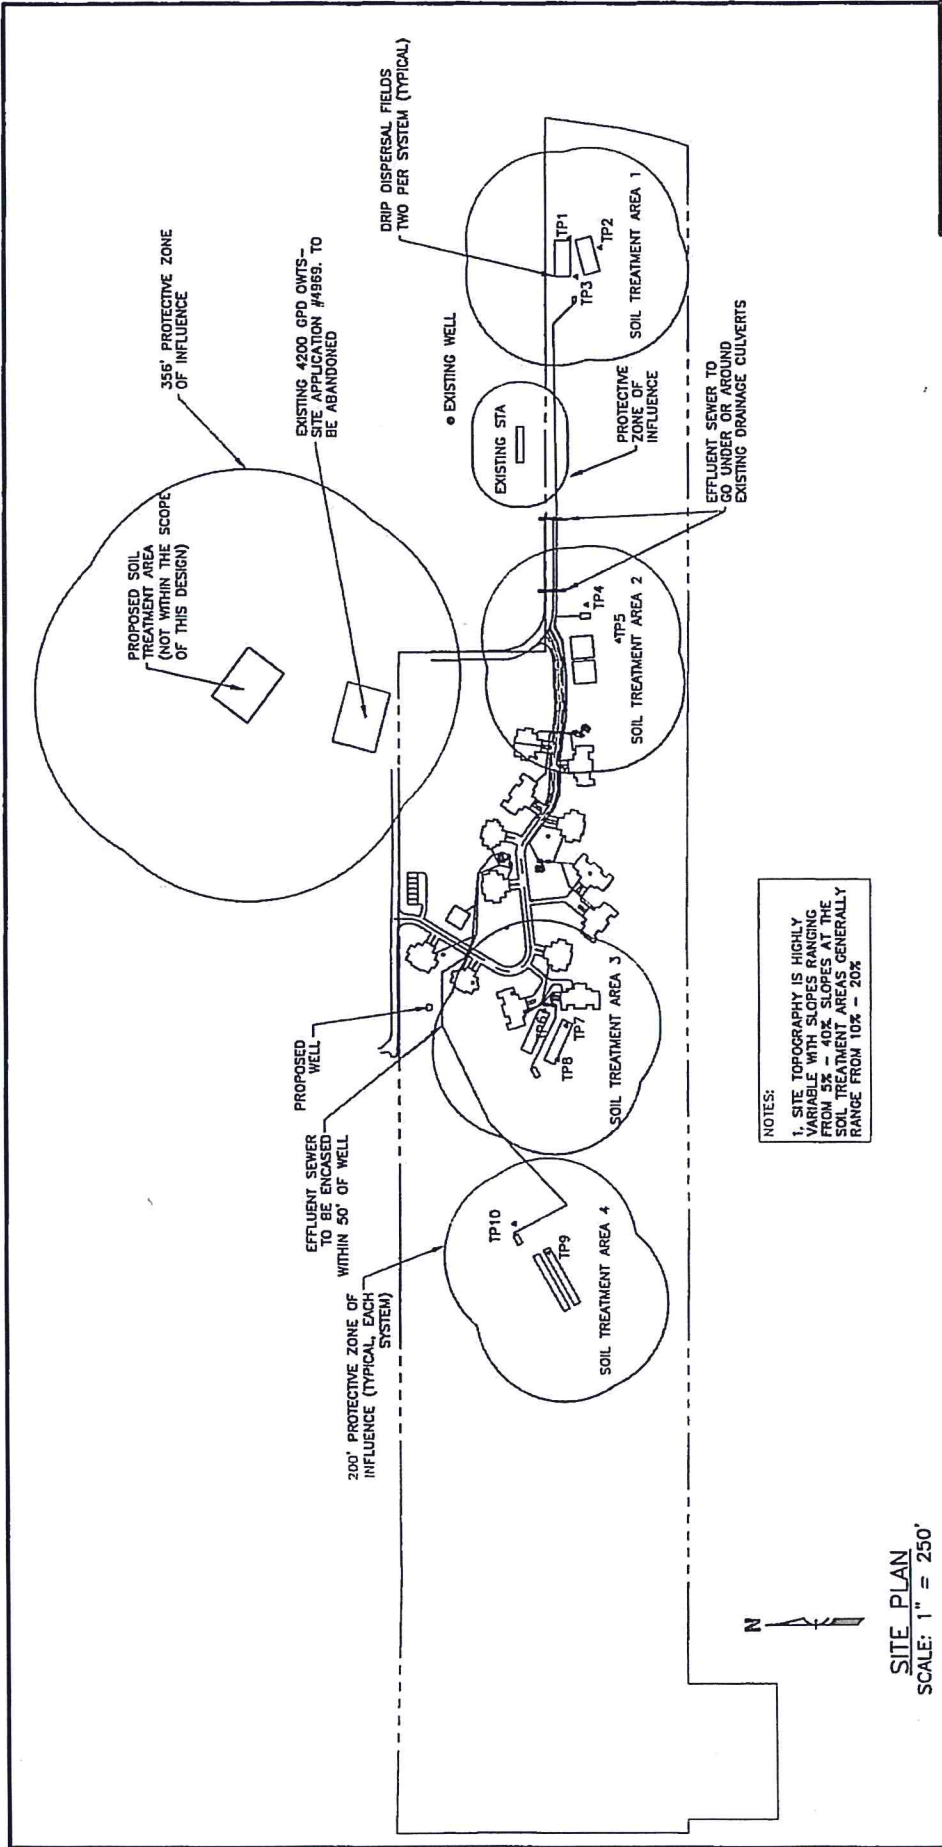 356' PROTECTIVE ZONE
OF INFLUENCE
PROPOSED SOIL
TREATMENT AREA
(NOT WITHIN THE SCOPE
OF THIS DESIGN)
EXISTING 4200 GPD OWTS-
SITE APPLICATION #4969. TO
BE ABANDONED
DRIP DISPERSAL FIELDS
TWO PER SYSTEM (TYPICAL)
EXISTING WELL
EXISTING STA
PROTECTIVE
ZONE OF
INFLUENCE
TP1
TP2
TP3
SOIL TREATMENT AREA 1
EFFLUENT SEWER TO
GO UNDER OR AROUND
EXISTING DRAINAGE CULVERTS
TP4
TP5
SOIL TREATMENT AREA 2
PROPOSED
WELL
EFFLUENT SEWER
TO BE ENCASED
WITHIN 50' OF WELL
TP6
TP7
TP8
SOIL TREATMENT AREA 3
200' PROTECTIVE ZONE OF
INFLUENCE (TYPICAL, EACH
SYSTEM)
TP10
TP9
SOIL TREATMENT AREA 4
NOTES:
1. SITE TOPOGRAPHY IS HIGHLY
VARIABLE WITH SLOPES RANGING
FROM 5% - 40%. SLOPES AT THE
SOIL TREATMENT AREAS GENERALLY
RANGE FROM 10% - 20%
N
SITE PLAN
SCALE: 1" = 250'